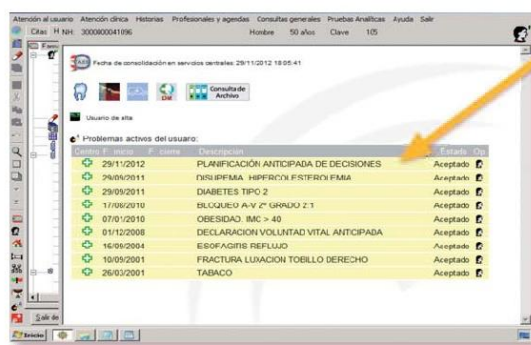 Atención al usuario Atención clínica Historias Profesionales y agendas Consultas generales Pruebas Analíticas Ayuda Salir
Citas H NH: 3000800041096 Hombre 50 años Clave 105
Fecha de consolidación en servicios centrales: 29/11/2012 18:05:41
Consulta de
Archivo
Usuario de alta
Problemas activos del usuario:
Centro F. inicio F. cierre Descripción Estado Op.
29/11/2012 PLANIFICACIÓN ANTICIPADA DE DECISIONES Aceptado
29/09/2011 DISLIPEMIA. HIPERCOLESTEROLEMIA Aceptado
29/09/2011 DIABETES TIPO 2 Aceptado
17/08/2010 BLOQUEO A-V 2º GRADO 2:1 Aceptado
07/01/2010 OBESIDAD. IMC > 40 Aceptado
01/12/2008 DECLARACION VOLUNTAD VITAL ANTICIPADA Aceptado
16/09/2004 ESOFAGITIS REFLUJO Aceptado
10/09/2001 FRACTURA LUXACION TOBILLO DERECHO Aceptado
26/03/2001 TABACO Aceptado
Salir de
Inicio